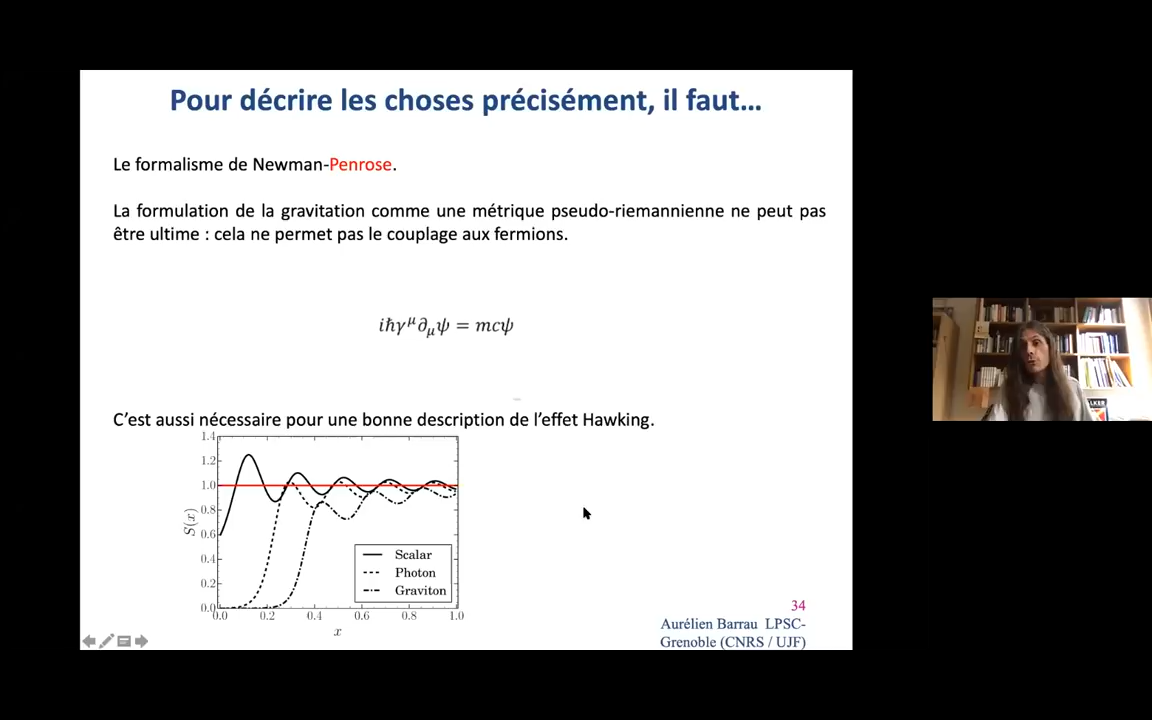 Pour décrire les choses précisément, il faut...
Le formalisme de Newman-Penrose.
La formulation de la gravitation comme une métrique pseudo-riemannienne ne peut pas
être ultime : cela ne permet pas le couplage aux fermions.
iħγ^μ∂_μψ = mcψ
C’est aussi nécessaire pour une bonne description de l’effet Hawking.
1.4
1.2
1.0
0.8
0.6
0.4
0.2
0.0
S(x)
Scalar
Photon
Graviton
0.0 0.2 0.4 0.6 0.8 1.0
x
34
Aurélien Barrau LPSC-
Grenoble (CNRS / UJF)